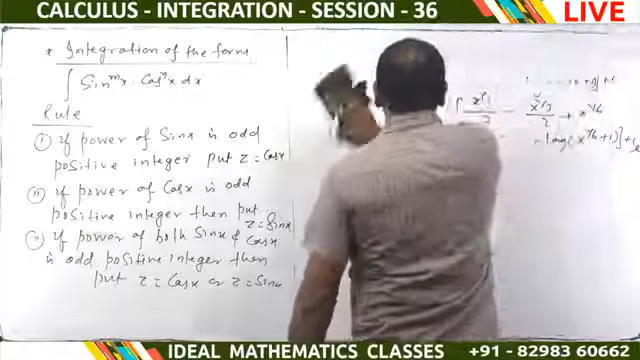 CALCULUS - INTEGRATION - SESSION - 36
LIVE
* Integration of the form
∫ Sin^m x · Cos^n x dx
Rule
(i) if power of Sinx is odd
positive integer put z = Cosx
(ii) if power of Cosx is odd
positive integer then put
z = Sinx
(iii) if power of both Sinx & Cosx
is odd positive integer then
put z = Cosx or z = Sinx
IDEAL MATHEMATICS CLASSES +91 - 82983 60662